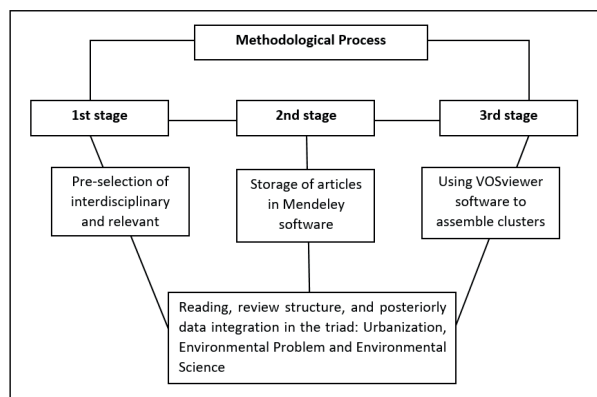 Methodological Process
1st stage
2nd stage
3rd stage
Pre-selection of
interdisciplinary and relevant
Storage of articles
in Mendeley
software
Using VOSviewer
software to
assemble clusters
Reading, review structure, and posteriorly
data integration in the triad: Urbanization,
Environmental Problem and Environmental
Science